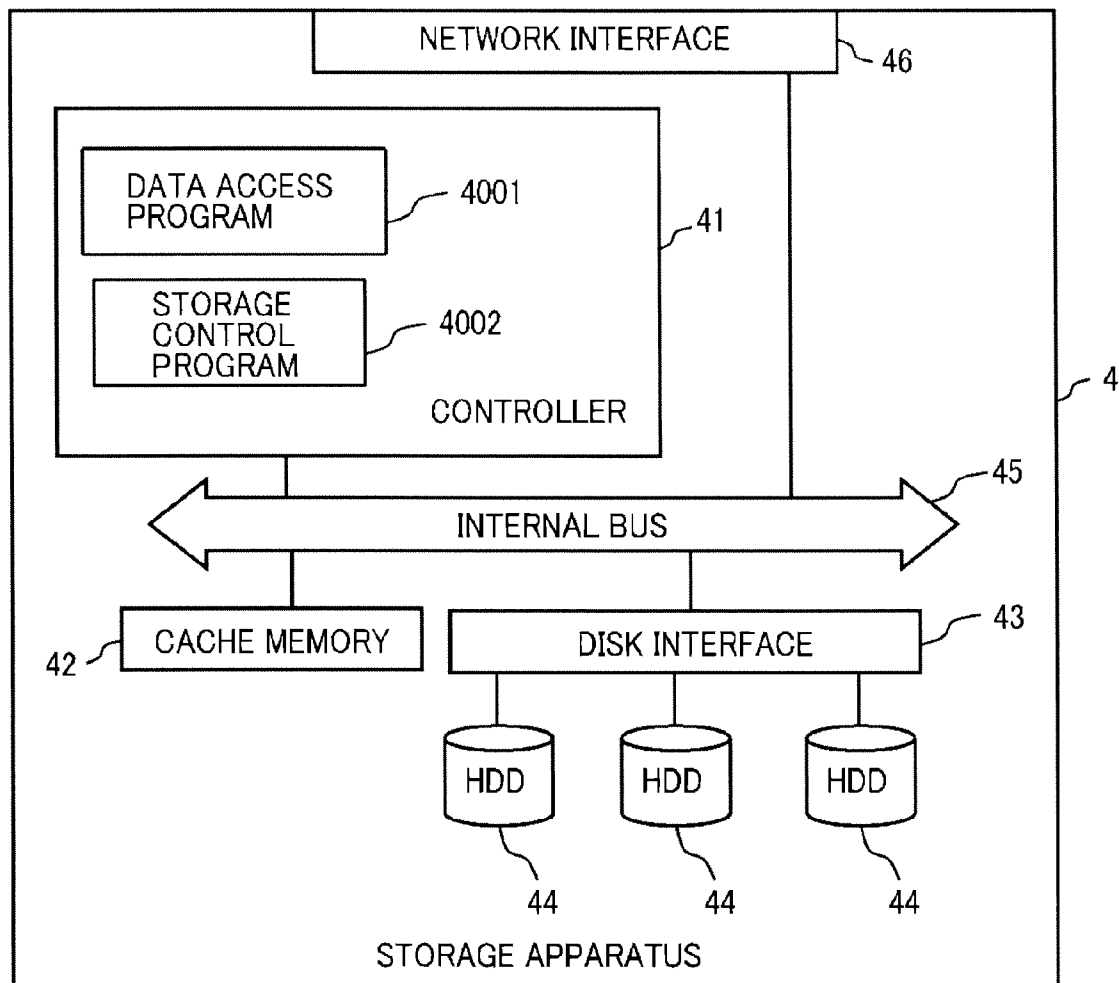 NETWORK INTERFACE
46
DATA ACCESS
PROGRAM
4001
41
STORAGE
CONTROL
PROGRAM
4002
CONTROLLER
4
45
INTERNAL BUS
42
CACHE MEMORY
DISK INTERFACE
43
HDD
HDD
HDD
44
44
44
STORAGE APPARATUS